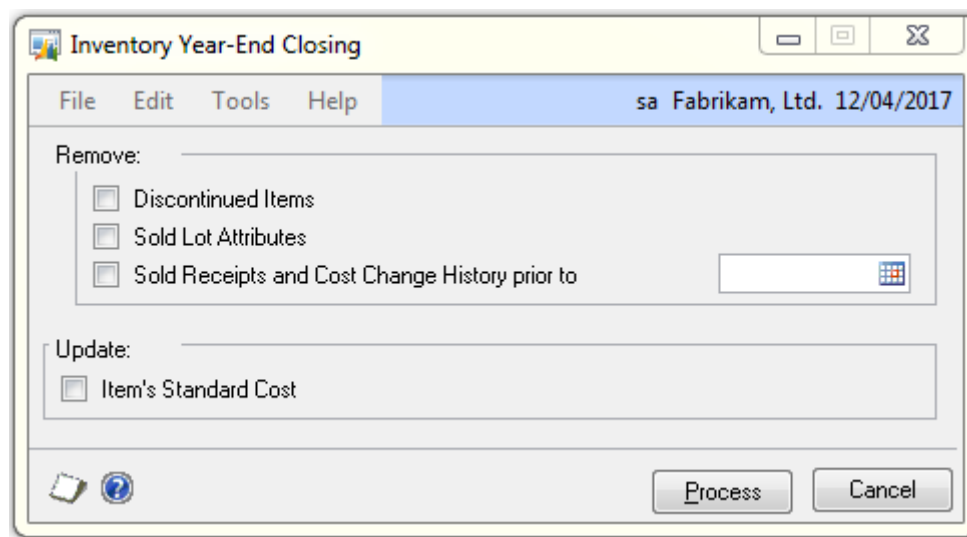 Inventory Year-End Closing
File Edit Tools Help sa Fabrikam, Ltd. 12/04/2017
Remove:
Discontinued Items
Sold Lot Attributes
Sold Receipts and Cost Change History prior to
Update:
Item's Standard Cost
Process Cancel